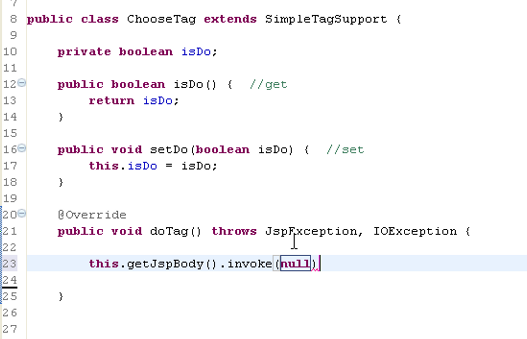 7
8 public class ChooseTag extends SimpleTagSupport {
9
10 private boolean isDo;
11
12 public boolean isDo() { //get
13 return isDo;
14 }
15
16 public void setDo(boolean isDo) { //set
17 this.isDo = isDo;
18 }
19
20 @Override
21 public void doTag() throws JspException, IOException {
22
23 this.getJspBody().invoke(null)
24
25 }
26
27